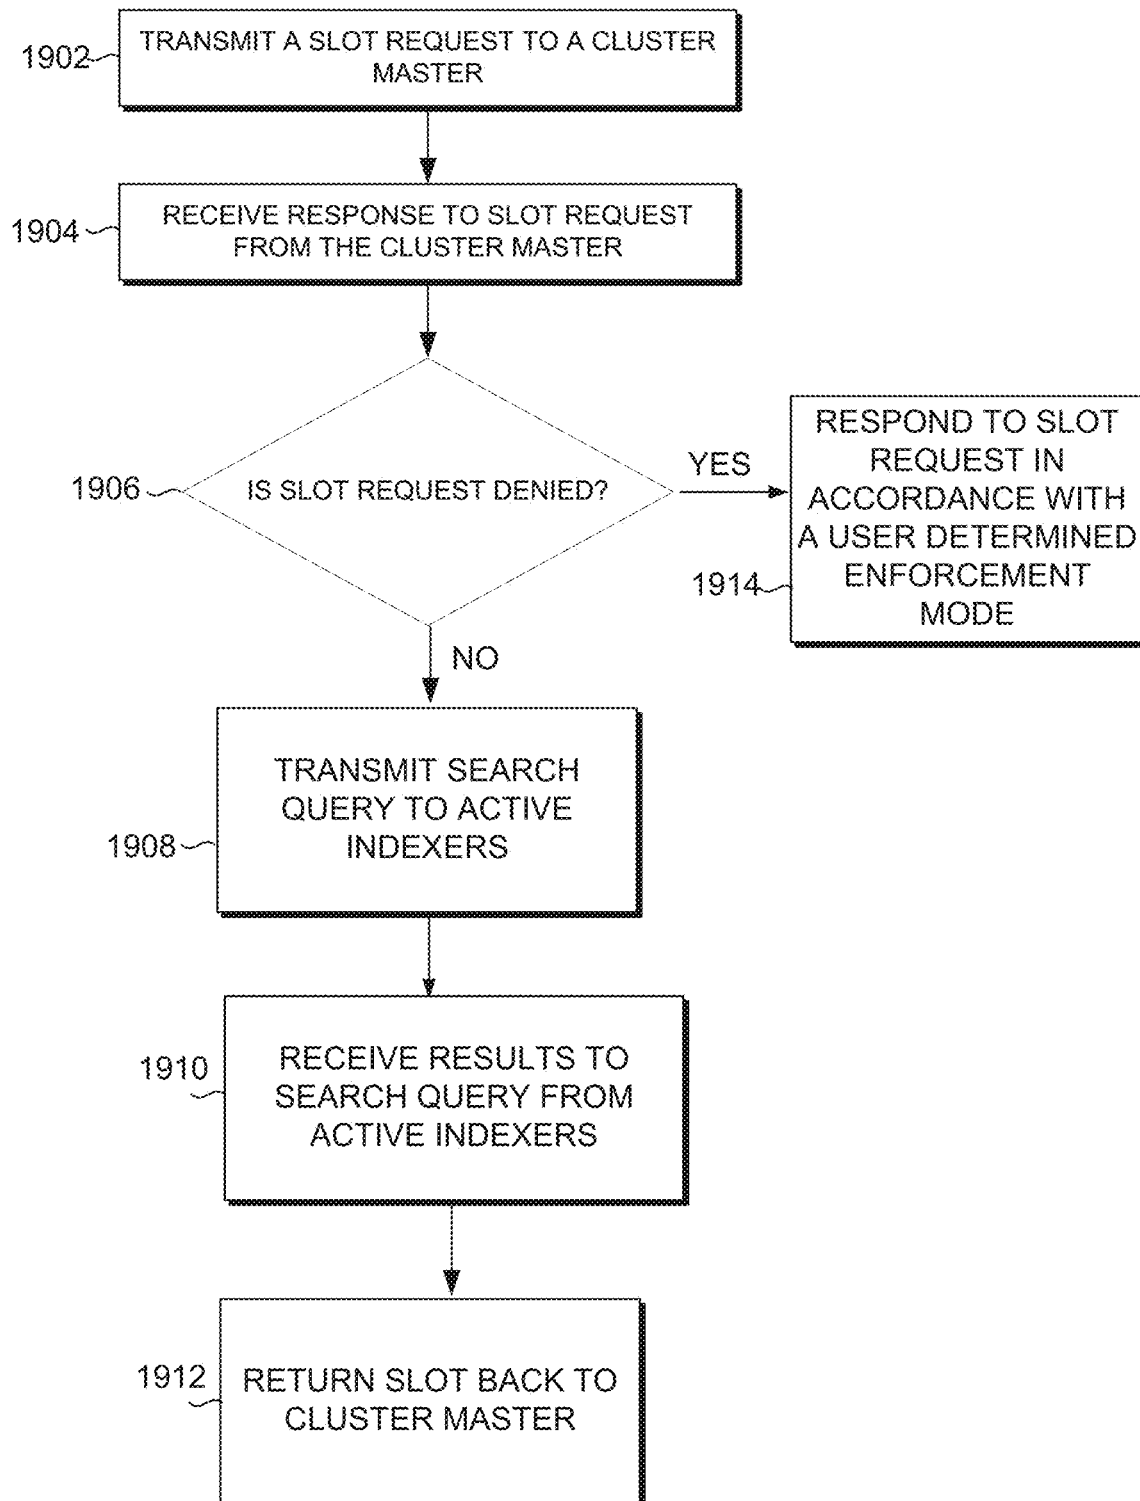 1902
TRANSMIT A SLOT REQUEST TO A CLUSTER
MASTER
1904
RECEIVE RESPONSE TO SLOT REQUEST
FROM THE CLUSTER MASTER
1906
IS SLOT REQUEST DENIED?
YES
RESPOND TO SLOT
REQUEST IN
ACCORDANCE WITH
A USER DETERMINED
ENFORCEMENT
MODE
1914
NO
TRANSMIT SEARCH
QUERY TO ACTIVE
INDEXERS
1908
1910
RECEIVE RESULTS TO
SEARCH QUERY FROM
ACTIVE INDEXERS
1912
RETURN SLOT BACK TO
CLUSTER MASTER